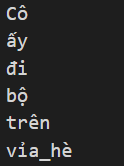 Cô
ấy
đi
bộ
trên
vỉa_hè